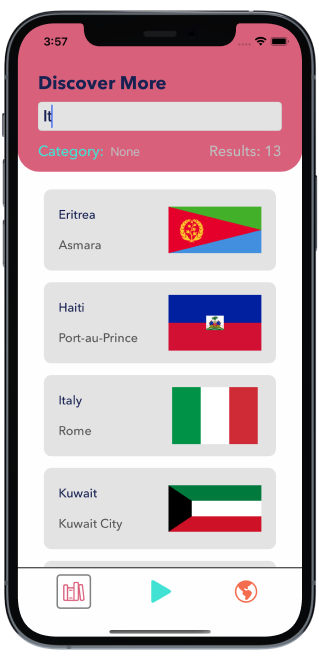 3:57
Discover More
It
Category: None
Results: 13
Eritrea
Asmara
Haiti
Port-au-Prince
Italy
Rome
Kuwait
Kuwait City